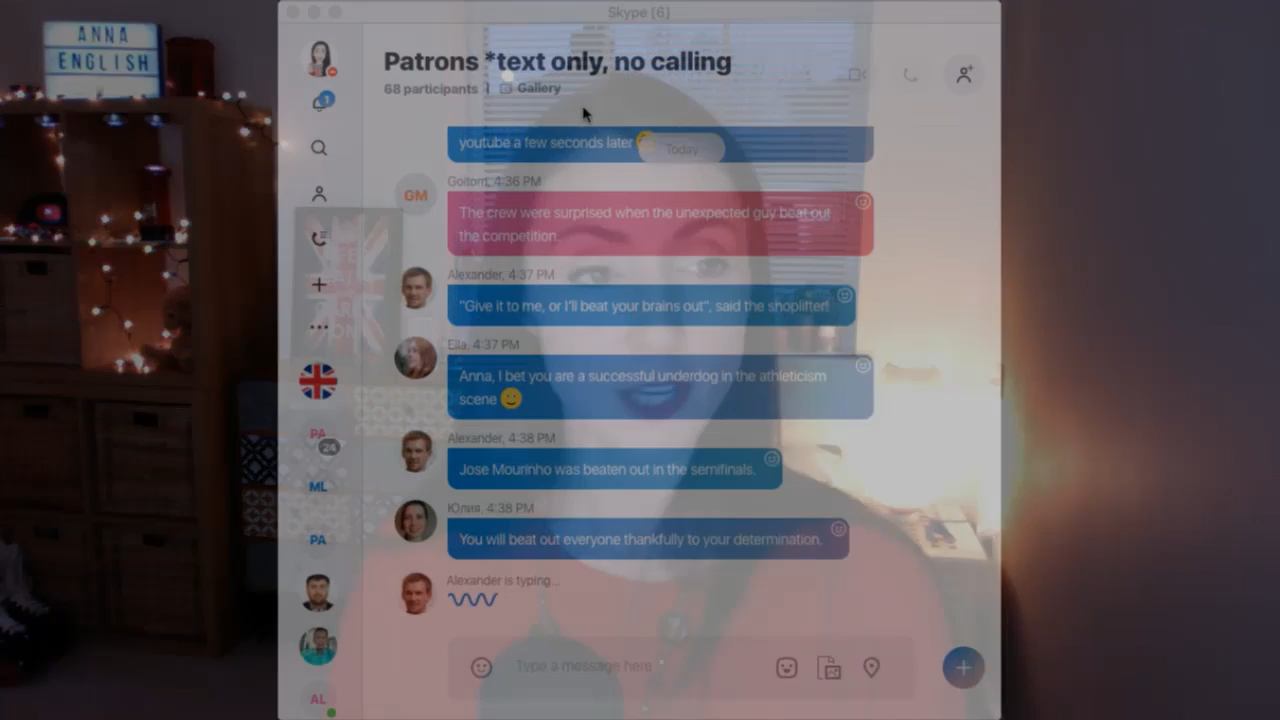 Skype [6]
ANNA
ENGLISH
Patrons *text only, no calling
68 participants | Gallery
1
youtube a few seconds later
Today
Goitom, 4:36 PM
GM
The crew were surprised when the unexpected guy beat out
the competition.
Alexander, 4:37 PM
"Give it to me, or I'll beat your brains out", said the shoplifter!
Ella, 4:37 PM
Anna, I bet you are a successful underdog in the athleticism
scene
PA
24
Alexander, 4:38 PM
Jose Mourinho was beaten out in the semifinals.
ML
Юлия, 4:38 PM
You will beat out everyone thankfully to your determination.
PA
Alexander is typing...
Type a message here
AL